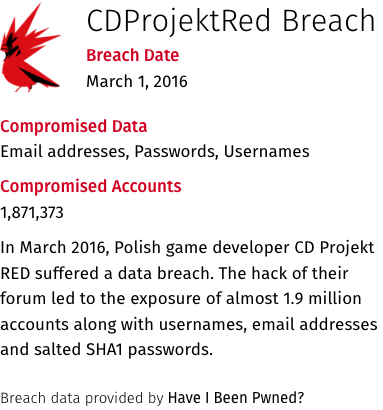 CDProjektRed Breach
Breach Date
March 1, 2016
Compromised Data
Email addresses, Passwords, Usernames
Compromised Accounts
1,871,373
In March 2016, Polish game developer CD Projekt
RED suffered a data breach. The hack of their
forum led to the exposure of almost 1.9 million
accounts along with usernames, email addresses
and salted SHA1 passwords.
Breach data provided by Have I Been Pwned?